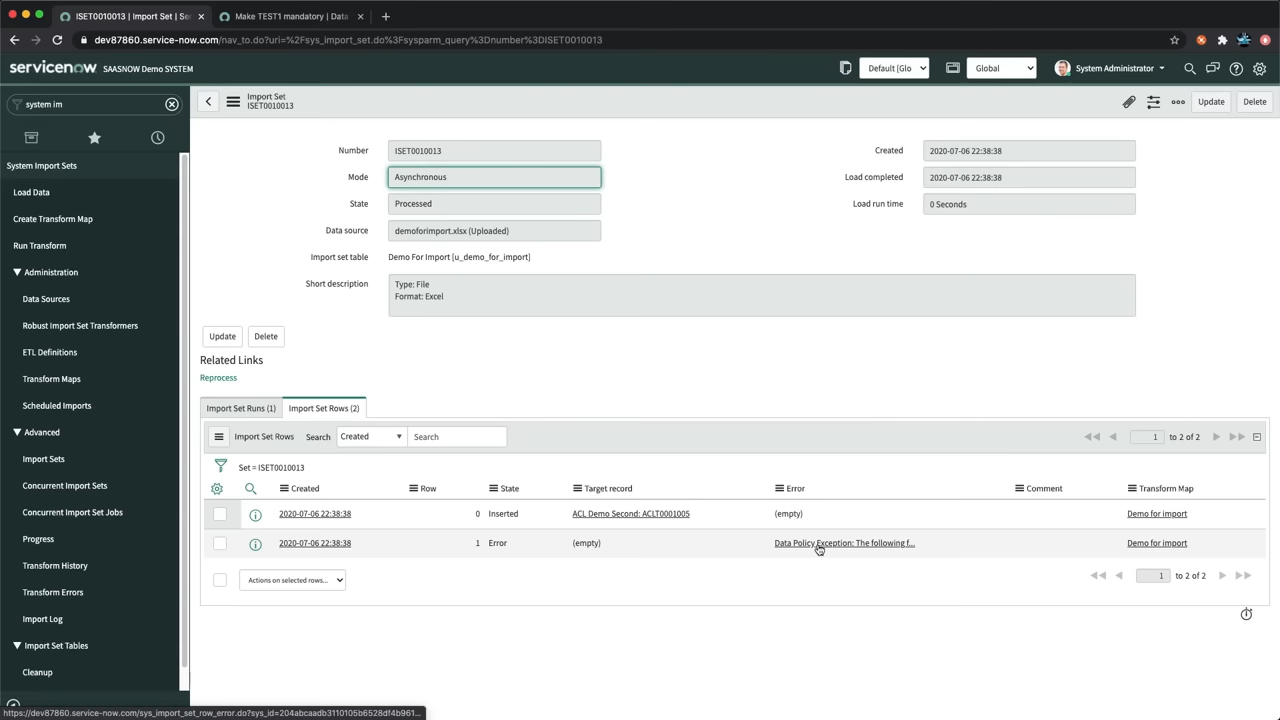 ISET0010013 | Import Set | Ser
Make TEST1 mandatory | Data
dev87860.service-now.com/nav_to.do?uri=%2Fsys_import_set.do%3Fsysparm_query%3Dnumber%3DISET0010013
servicenow SAASNOW Demo SYSTEM
Default [Glo
Global
System Administrator
system im
Import Set
ISET0010013
Update
Delete
System Import Sets
Load Data
Create Transform Map
Run Transform
Administration
Data Sources
Robust Import Set Transformers
ETL Definitions
Transform Maps
Scheduled Imports
Advanced
Import Sets
Concurrent Import Sets
Concurrent Import Set Jobs
Progress
Transform History
Transform Errors
Import Log
Import Set Tables
Cleanup
Number ISET0010013
Mode Asynchronous
State Processed
Data source demoforimport.xlsx (Uploaded)
Import set table Demo For Import [u_demo_for_import]
Short description Type: File
Format: Excel
Created 2020-07-06 22:38:38
Load completed 2020-07-06 22:38:38
Load run time 0 Seconds
Update Delete
Related Links
Reprocess
Import Set Runs (1) Import Set Rows (2)
Import Set Rows Search Created Search 1 to 2 of 2
Set = ISET0010013
Created Row State Target record Error Comment Transform Map
2020-07-06 22:38:38 0 Inserted ACL Demo Second: ACLT0001005 (empty) Demo for import
2020-07-06 22:38:38 1 Error (empty) Data Policy Exception: The following f... Demo for import
Actions on selected rows... 1 to 2 of 2
https://dev87860.service-now.com/sys_import_set_row_error.do?sys_id=204abcaadb3110105b6528df4b961...